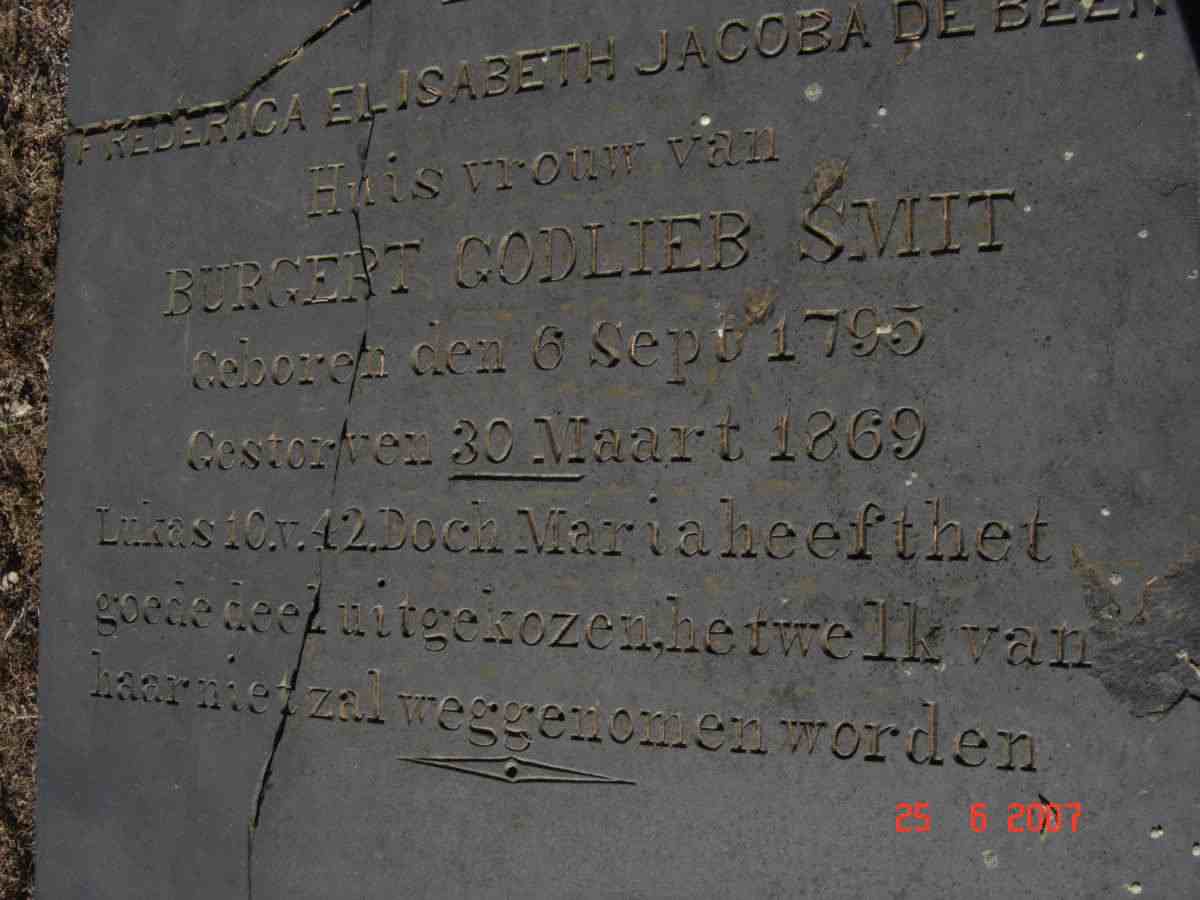 FREDERICA ELISABETH JACOBA DE BEER
Huis vrouw van
BURGERT GODLIEB SMIT
Geboren den 6 Sept 1795
Gestorven 30 Maart 1869
Lukas 10.v.42. Doch Maria heeft het
goede deel uitgekozen, hetwelk van
haar niet zal weggenomen worden
25 6 2007